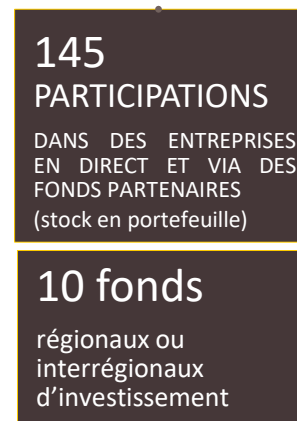 145
PARTICIPATIONS
DANS DES ENTREPRISES
EN DIRECT ET VIA DES
FONDS PARTENAIRES
(stock en portefeuille)
10 fonds
régionaux ou
interrégionaux
d’investissement